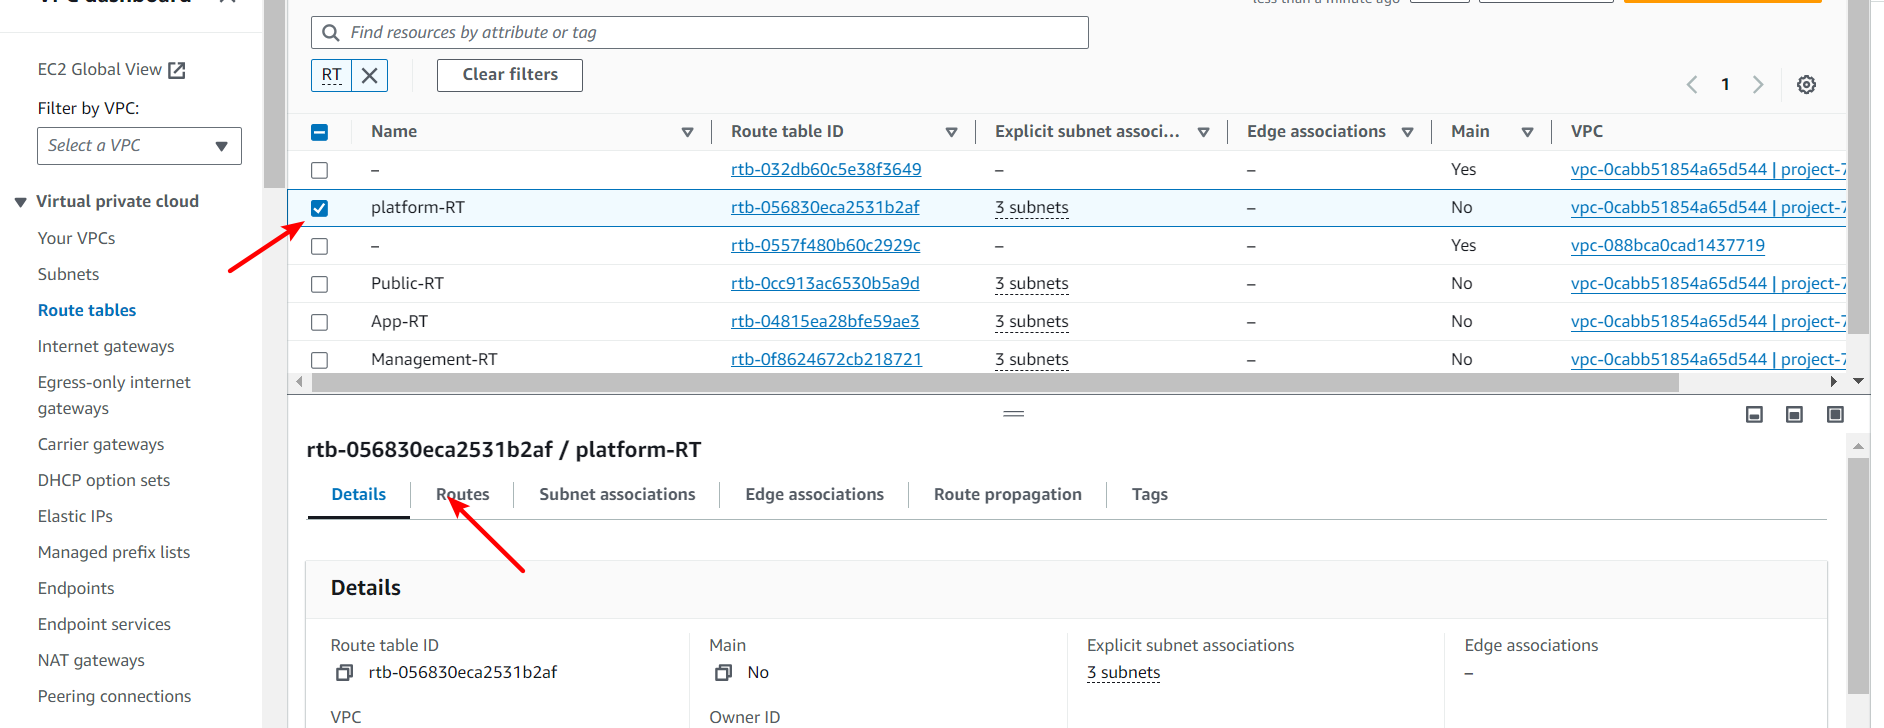 VPC dashboard
EC2 Global View
Filter by VPC:
Select a VPC
Virtual private cloud
Your VPCs
Subnets
Route tables
Internet gateways
Egress-only internet
gateways
Carrier gateways
DHCP option sets
Elastic IPs
Managed prefix lists
Endpoints
Endpoint services
NAT gateways
Peering connections
less than a minute ago
Find resources by attribute or tag
RT
Clear filters
1
Name Route table ID Explicit subnet associ... Edge associations Main VPC
– rtb-032db60c5e38f3649 – – Yes vpc-0cabb51854a65d544 | project-7
platform-RT rtb-056830eca2531b2af 3 subnets – No vpc-0cabb51854a65d544 | project-7
– rtb-0557f480b60c2929c – – Yes vpc-088bca0cad1437719
Public-RT rtb-0cc913ac6530b5a9d 3 subnets – No vpc-0cabb51854a65d544 | project-7
App-RT rtb-04815ea28bfe59ae3 3 subnets – No vpc-0cabb51854a65d544 | project-7
Management-RT rtb-0f8624672cb218721 3 subnets – No vpc-0cabb51854a65d544 | project-7
rtb-056830eca2531b2af / platform-RT
Details Routes Subnet associations Edge associations Route propagation Tags
Details
Route table ID Main Explicit subnet associations Edge associations
rtb-056830eca2531b2af No 3 subnets –
VPC Owner ID